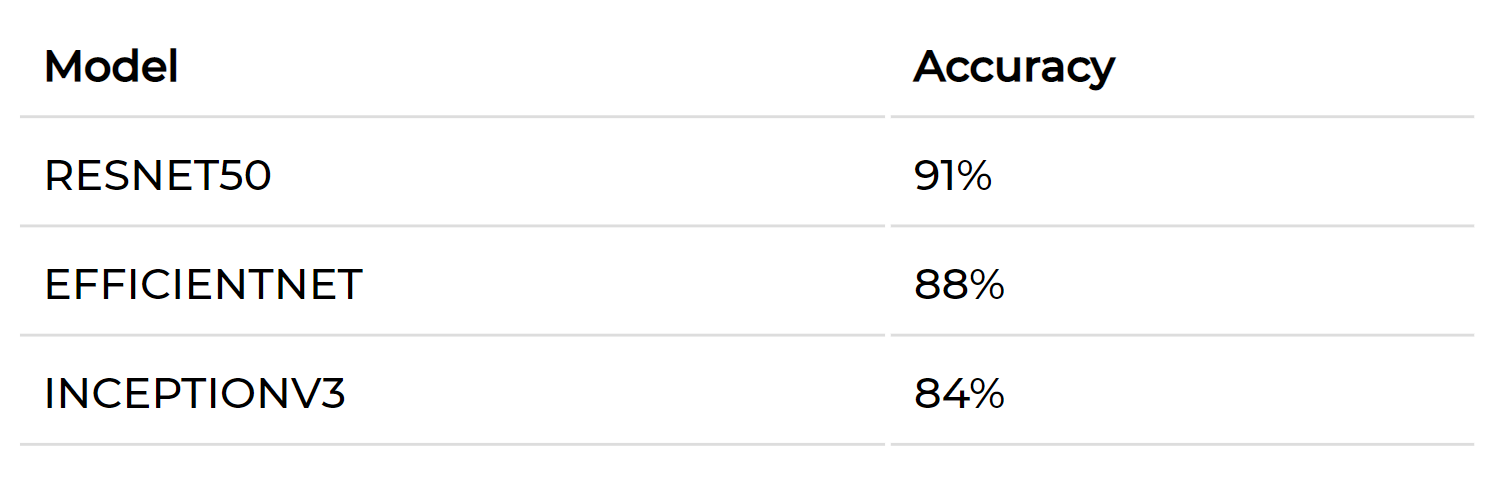 Model Accuracy
RESNET50 91%
EFFICIENTNET 88%
INCEPTIONV3 84%